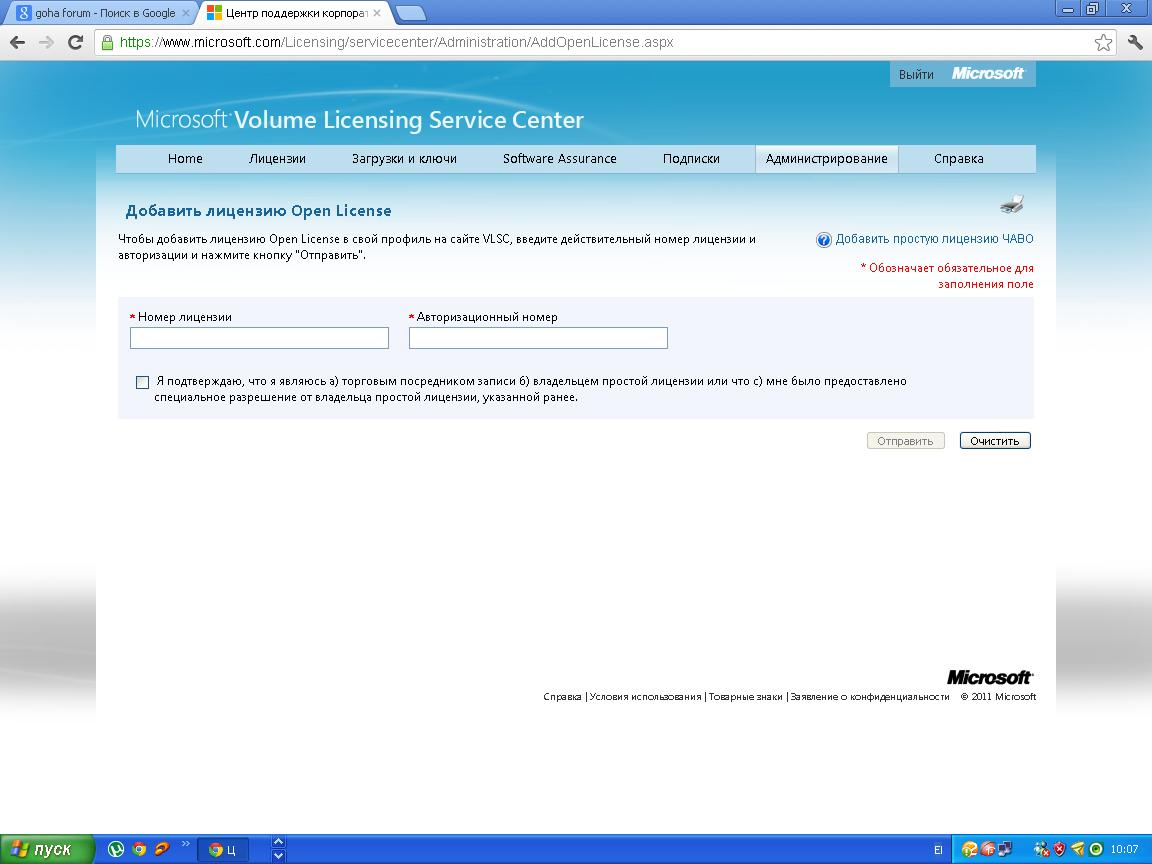 goha forum - Поиск в Google
Центр поддержки корпорат
https://www.microsoft.com/Licensing/servicecenter/Administration/AddOpenLicense.aspx
Выйти Microsoft
Microsoft Volume Licensing Service Center
Home Лицензии Загрузки и ключи Software Assurance Подписки Администрирование Справка
Добавить лицензию Open License
Чтобы добавить лицензию Open License в свой профиль на сайте VLSC, введите действительный номер лицензии и
авторизации и нажмите кнопку "Отправить".
Добавить простую лицензию ЧАВО
* Обозначает обязательное для
заполнения поле
* Номер лицензии * Авторизационный номер
Я подтверждаю, что я являюсь а) торговым посредником записи б) владельцем простой лицензии или что с) мне было предоставлено
специальное разрешение от владельца простой лицензии, указанной ранее.
Отправить Очистить
Microsoft
Справка | Условия использования | Товарные знаки | Заявление о конфиденциальности © 2011 Microsoft
пуск Ц 10:07